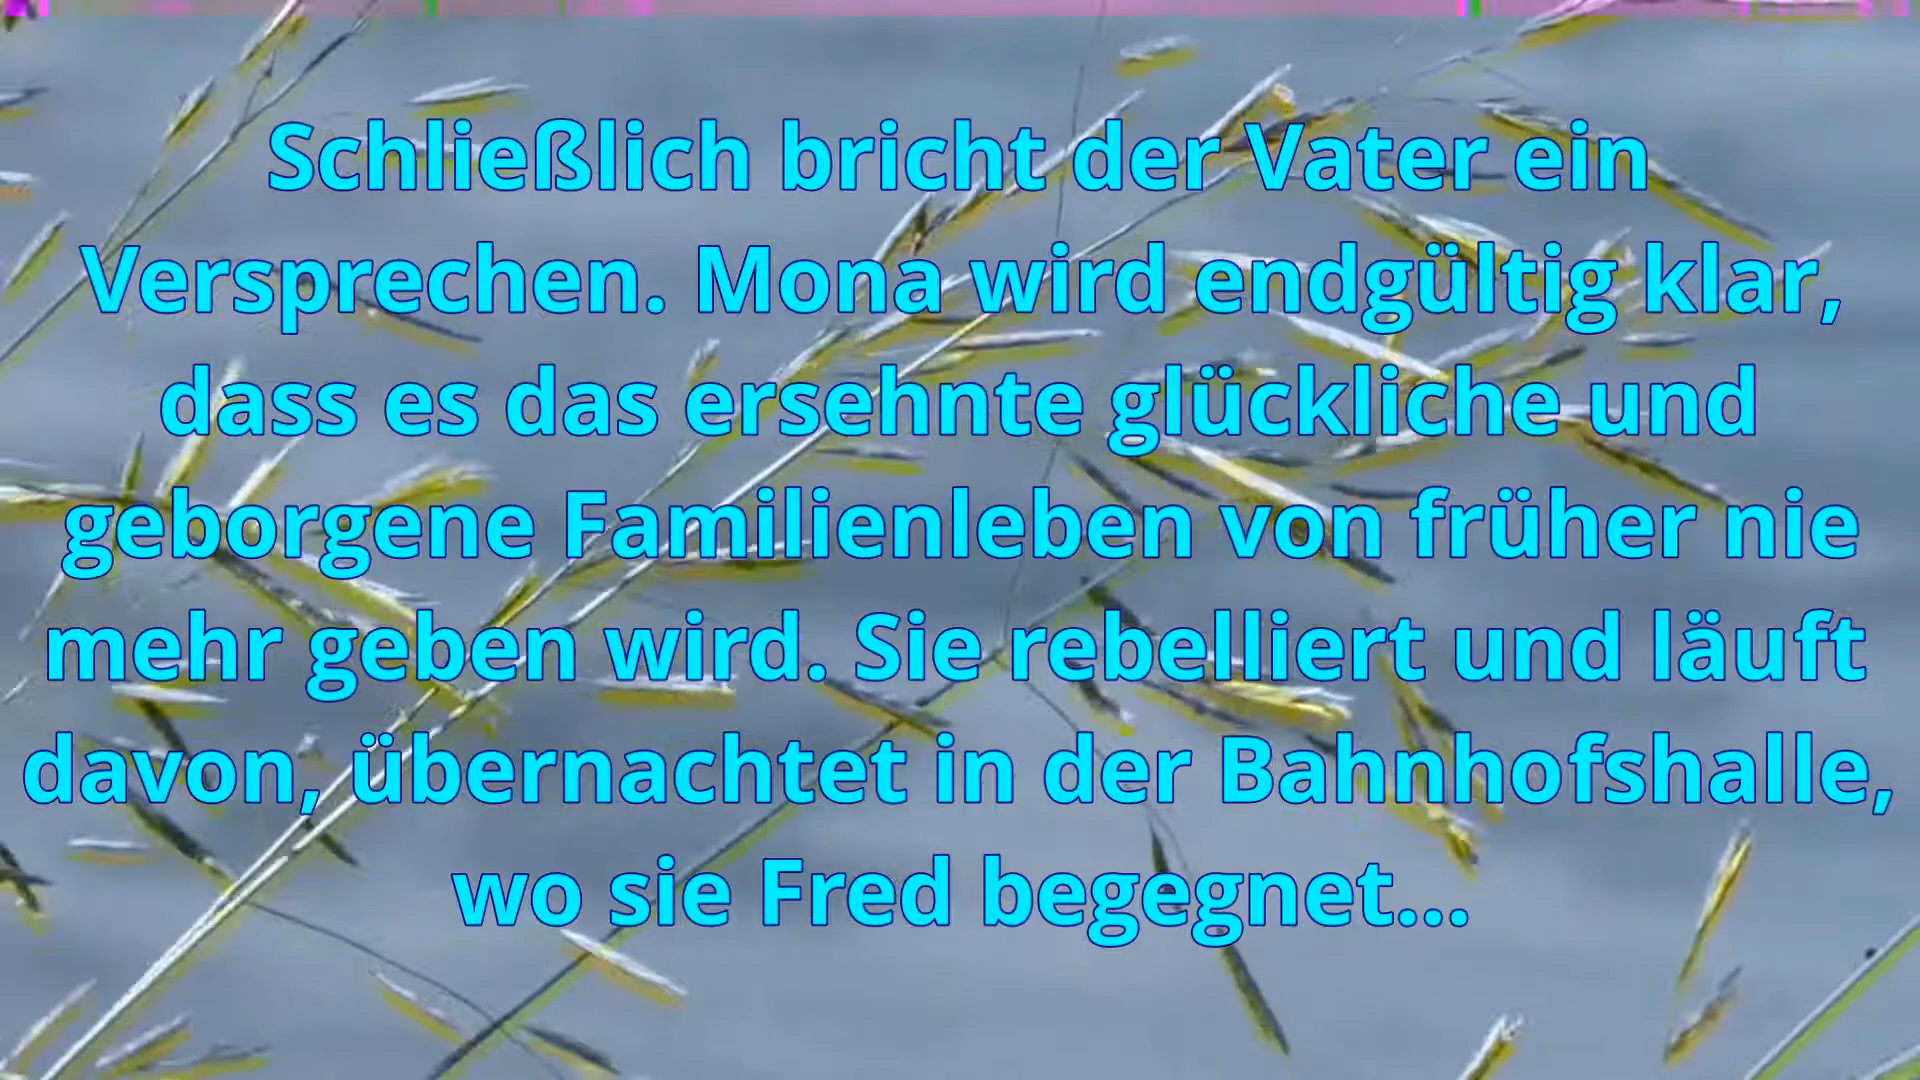 Schließlich bricht der Vater ein
Versprechen. Mona wird endgültig klar,
dass es das ersehnte glückliche und
geborgene Familienleben von früher nie
mehr geben wird. Sie rebelliert und läuft
davon, übernachtet in der Bahnhofshalle,
wo sie Fred begegnet...